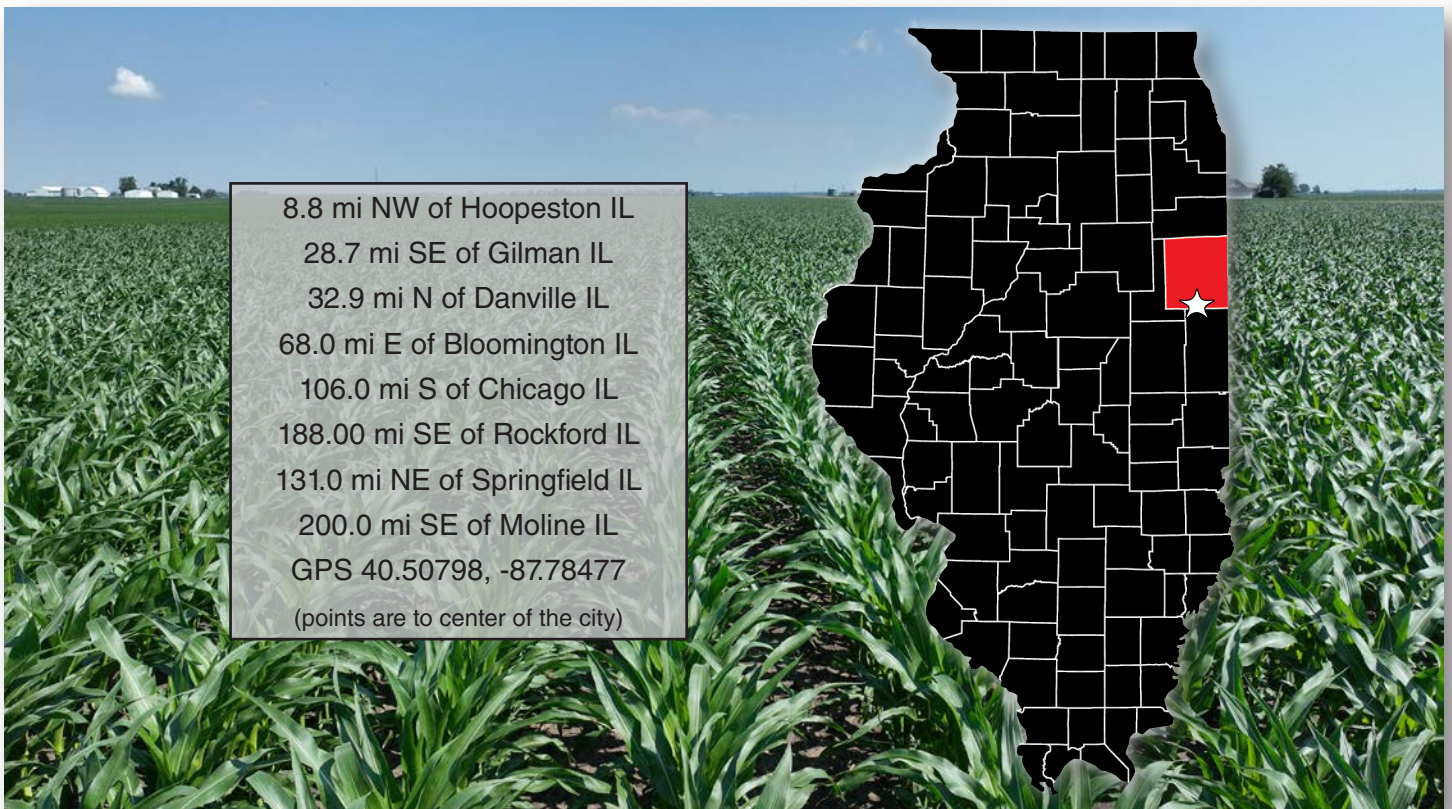 8.8 mi NW of Hoopeston IL
28.7 mi SE of Gilman IL
32.9 mi N of Danville IL
68.0 mi E of Bloomington IL
106.0 mi S of Chicago IL
188.00 mi SE of Rockford IL
131.0 mi NE of Springfield IL
200.0 mi SE of Moline IL
GPS 40.50798, -87.78477
(points are to center of the city)